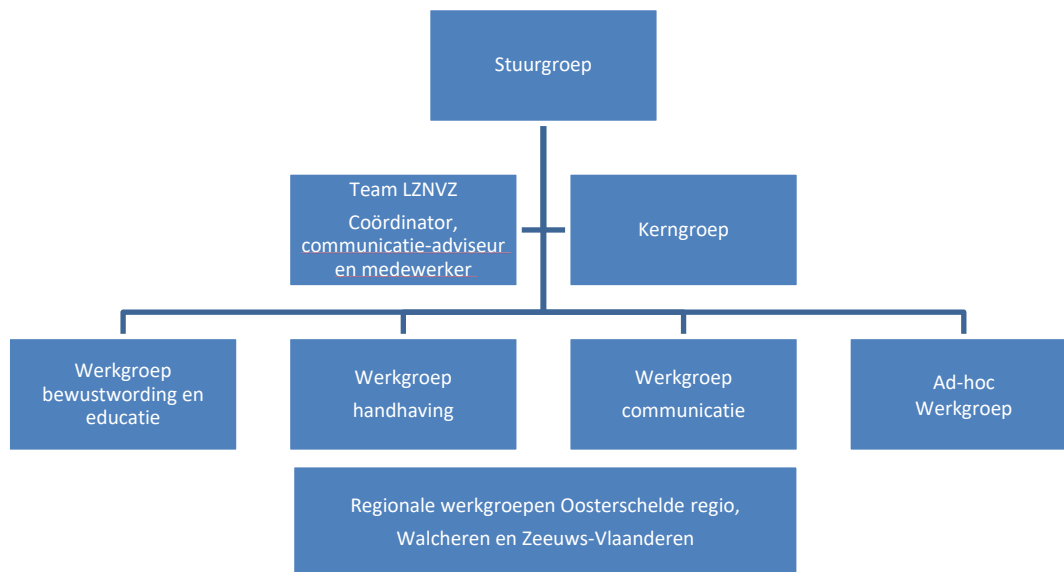 Stuurgroep
Team LZNVZ
Coördinator,
communicatie-adviseur
en medewerker
Kerngroep
Werkgroep
bewustwording en
educatie
Werkgroep
handhaving
Werkgroep
communicatie
Ad-hoc
Werkgroep
Regionale werkgroepen Oosterschelde regio,
Walcheren en Zeeuws-Vlaanderen